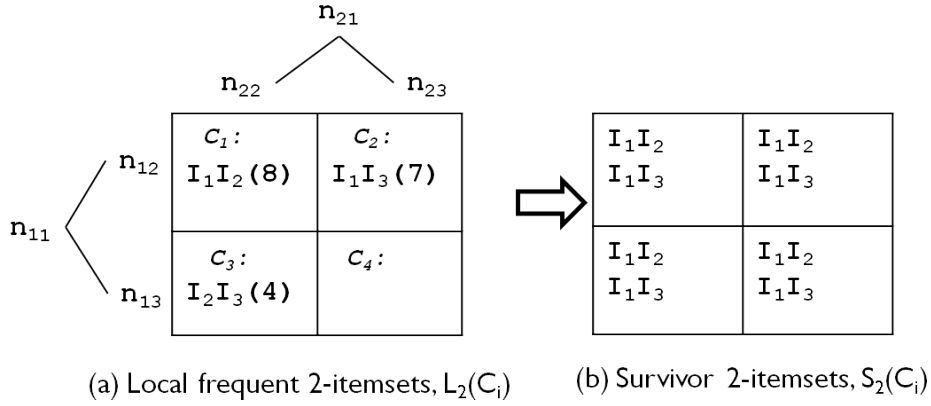 n₂₁
n₂₂ n₂₃
C₁: C₂:
n₁₂ I₁I₂(8) I₁I₃(7)
n₁₁
C₃: C₄:
n₁₃ I₂I₃(4)
I₁I₂ I₁I₂
I₁I₃ I₁I₃
I₁I₂ I₁I₂
I₁I₃ I₁I₃
(a) Local frequent 2-itemsets, L₂(Cᵢ)
(b) Survivor 2-itemsets, S₂(Cᵢ)